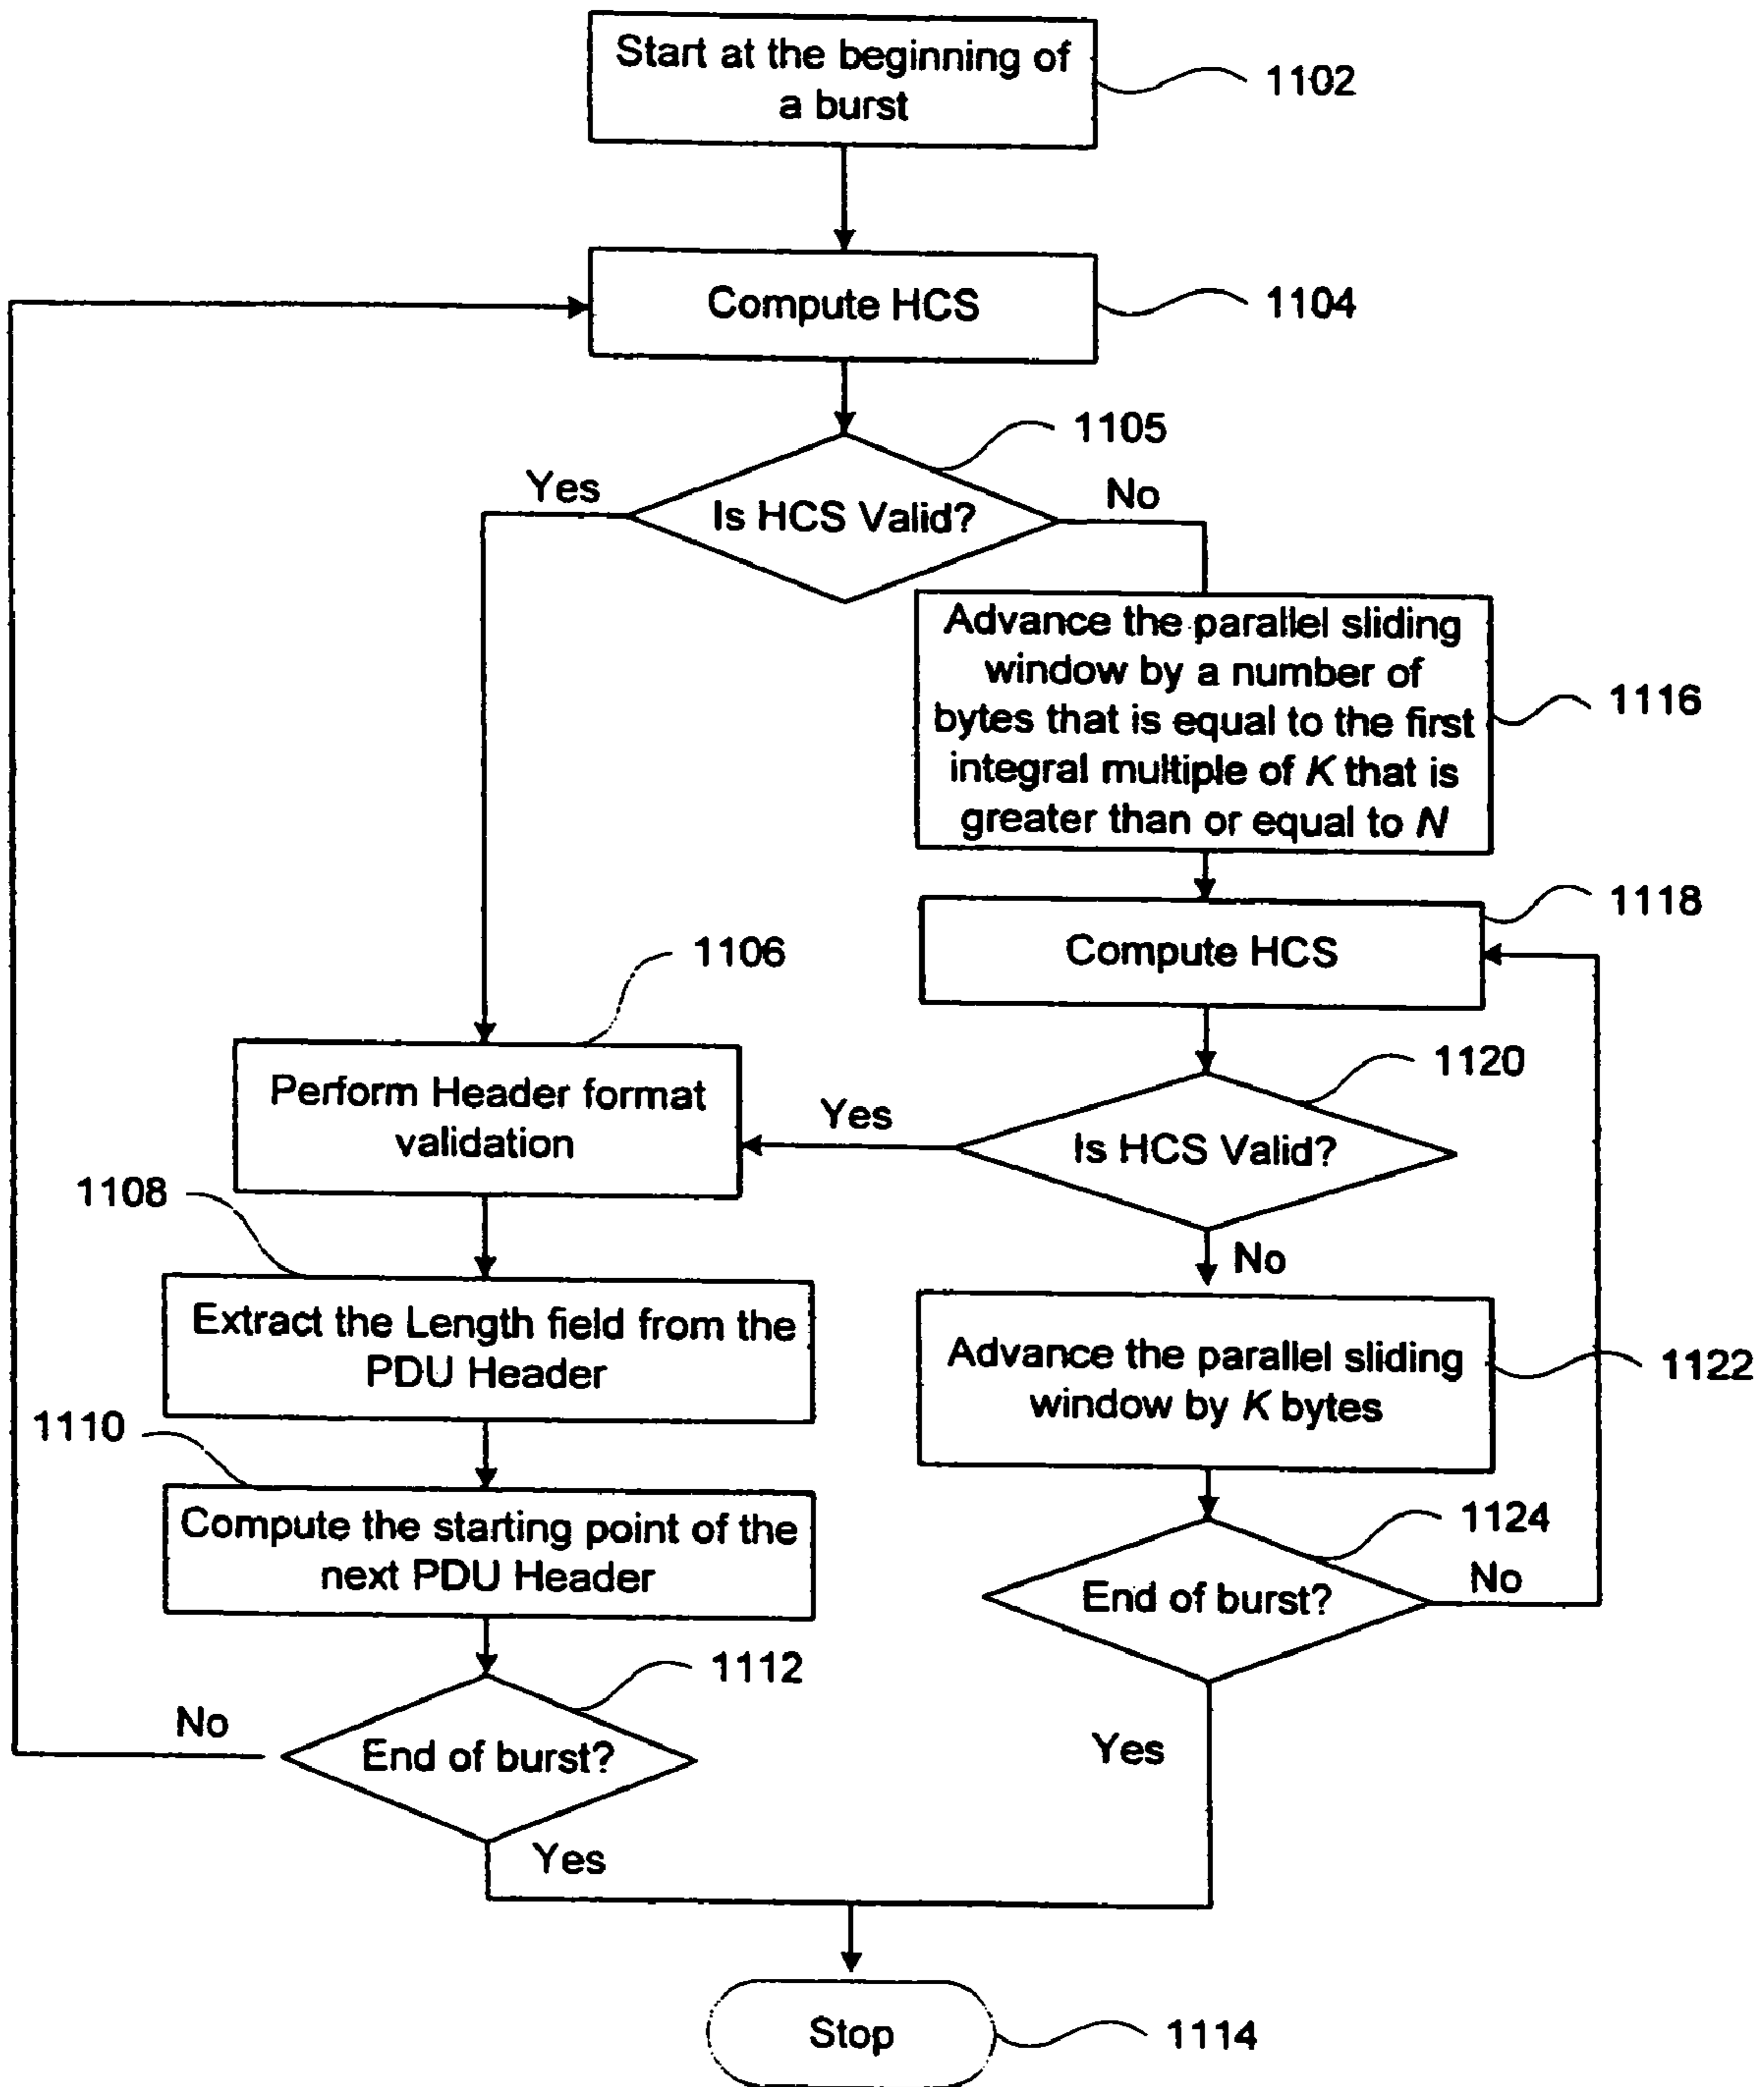 Start at the beginning of
a burst
1102
Compute HCS
1104
1105
Yes
No
Is HCS Valid?
Advance the parallel sliding
window by a number of
bytes that is equal to the first
integral multiple of K that is
greater than or equal to N
1116
1118
Compute HCS
1106
1120
Perform Header format
validation
Yes
Is HCS Valid?
1108
No
Extract the Length field from the
PDU Header
Advance the parallel sliding
window by K bytes
1122
1110
Compute the starting point of the
next PDU Header
1124
End of burst?
No
1112
No
End of burst?
Yes
Yes
Stop
1114